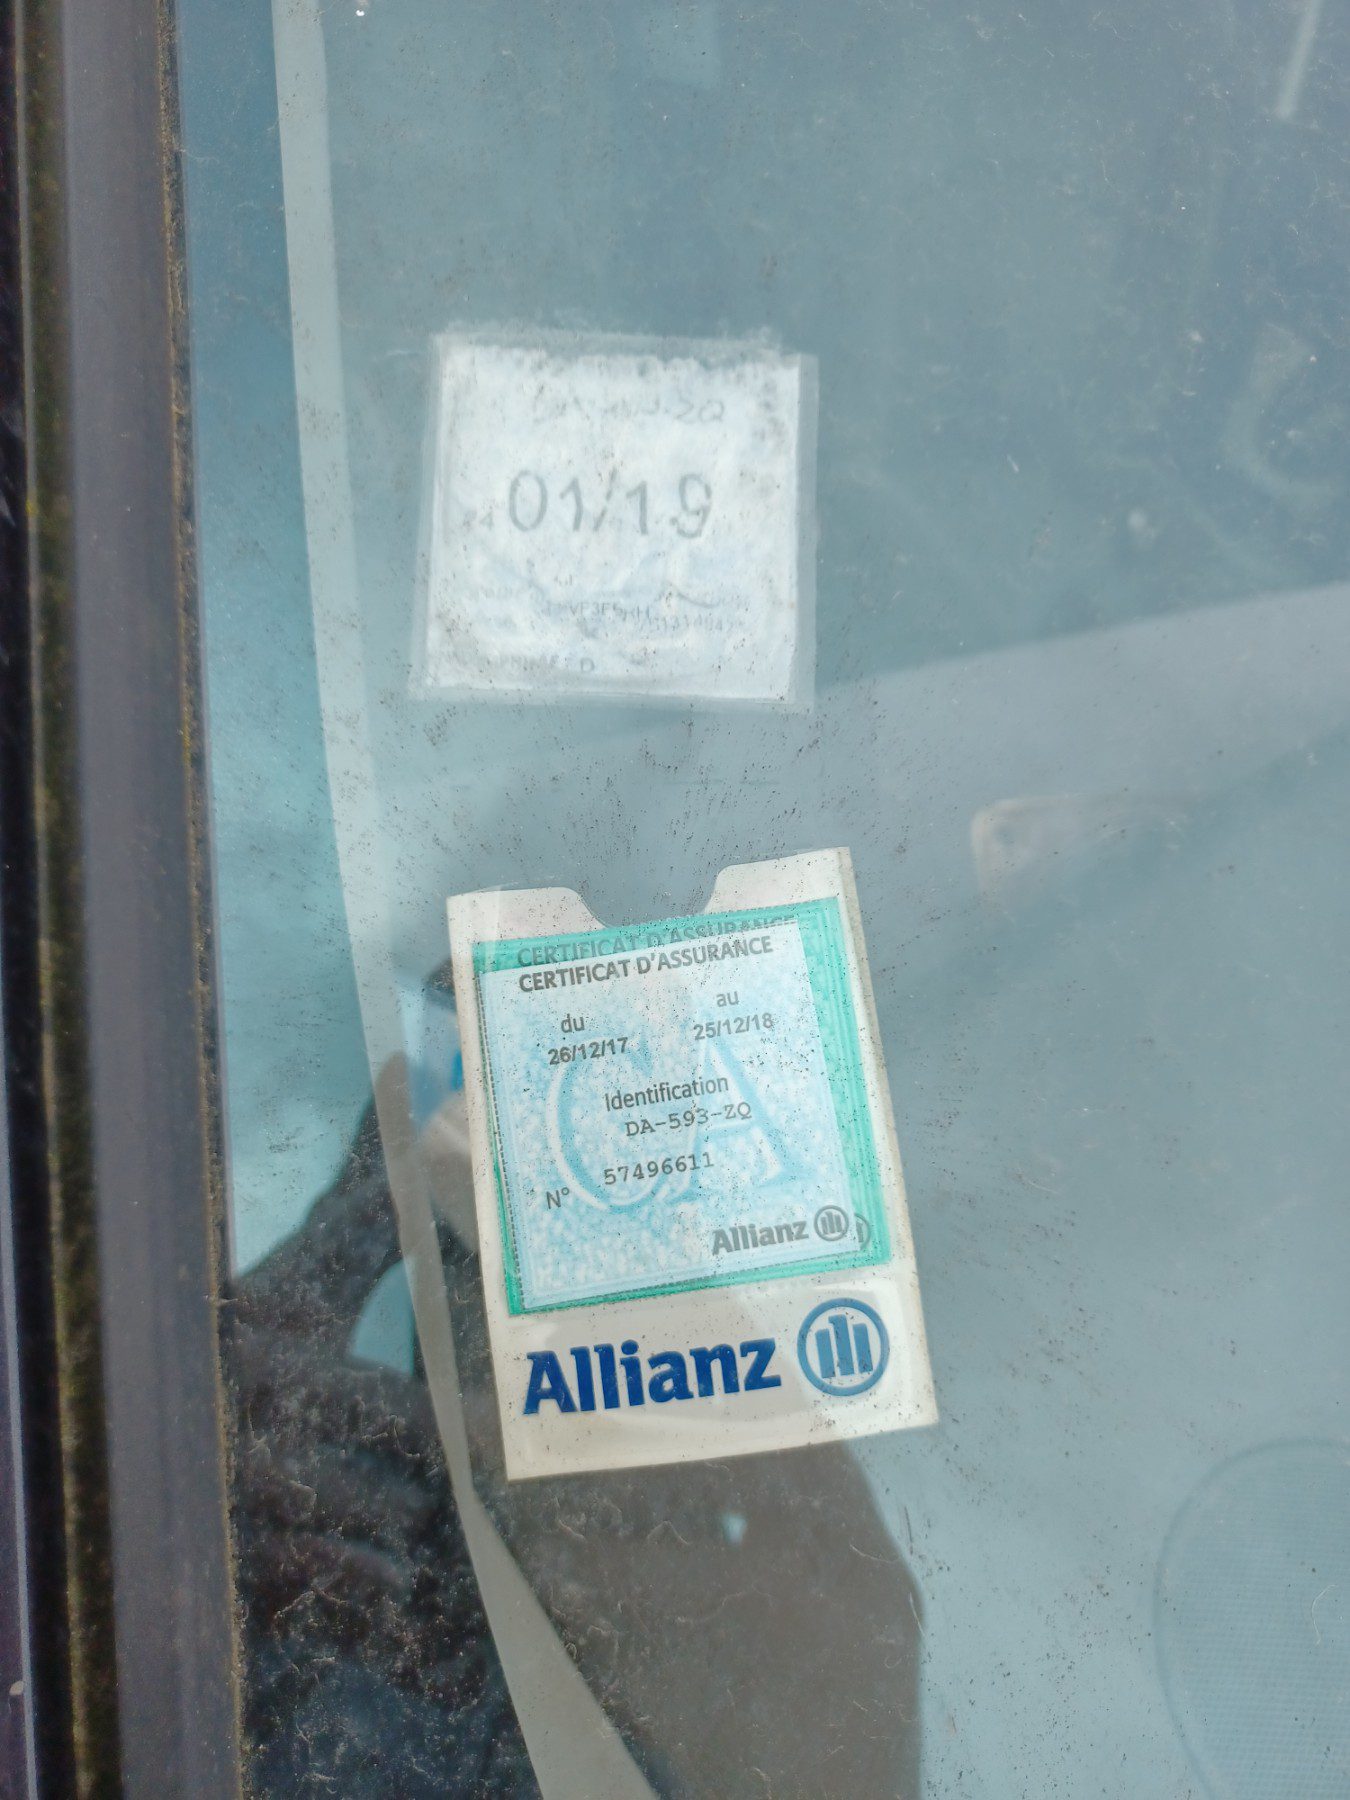 01/19
CERTIFICAT D'ASSURANCE
CERTIFICAT D'ASSURANCE
du au
26/12/17 25/12/18
Identification
DA-593-ZQ
N° 57496611
Allianz
Allianz